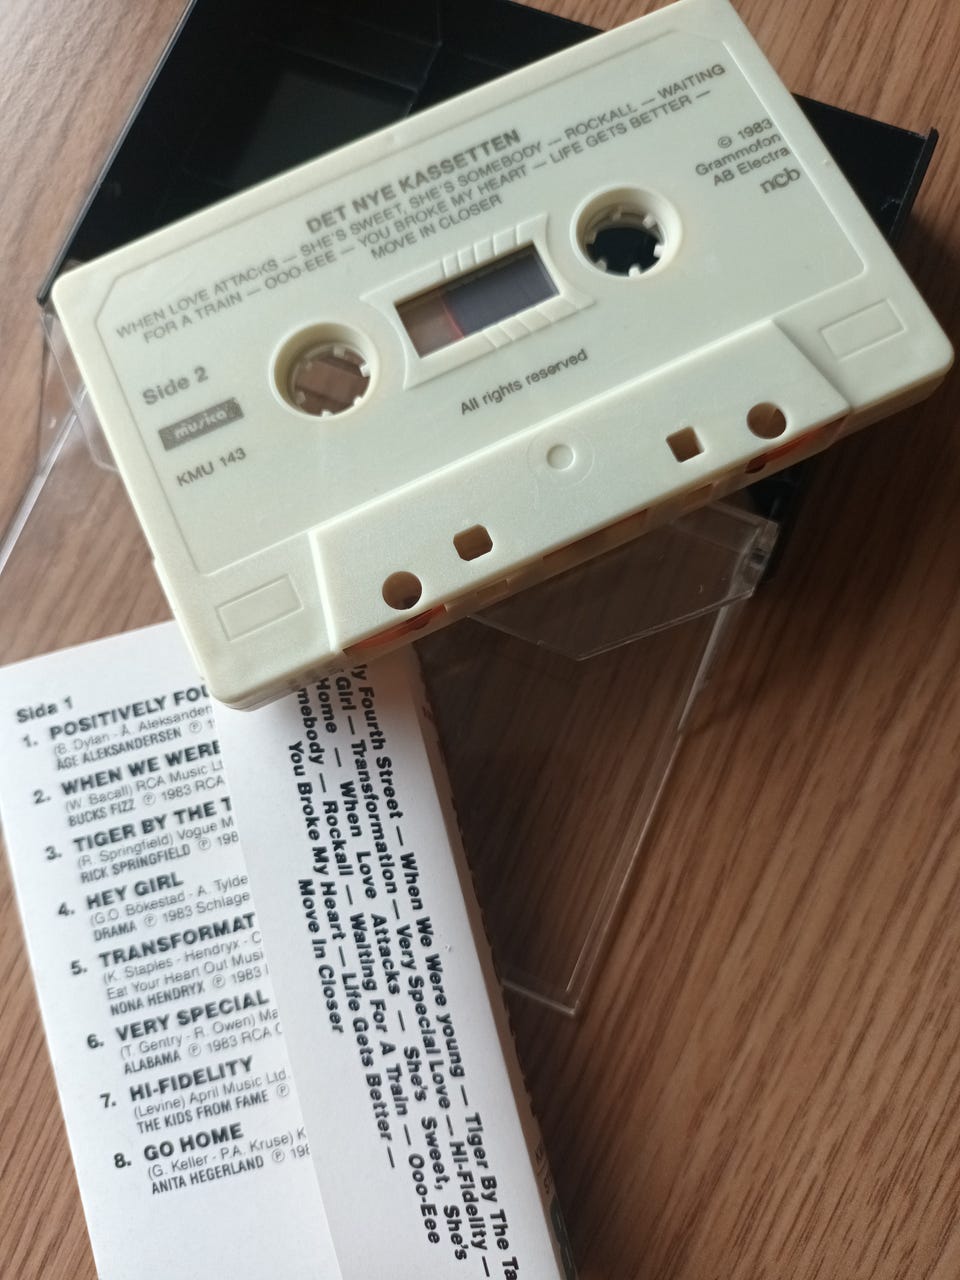 DET NYE KASSETTEN
WHEN LOVE ATTACKS — SHE'S SWEET, SHE'S SOMEBODY — ROCKALL — WAITING
FOR A TRAIN — OOO-EEE — YOU BROKE MY HEART — LIFE GETS BETTER —
MOVE IN CLOSER
© 1983
Grammofon
AB Electra
ncb
Side 2
musica
KMU 143
All rights reserved
Sida 1
1. POSITIVELY FOU
(B. Dylan - Å. Aleksander
ÅGE ALEKSANDERSEN ℗ 1
2. WHEN WE WERE
(W. Bacall) RCA Music
BUCKS FIZZ ℗ 1983 RCA
3. TIGER BY THE T
(R. Springfield) Vogue M
RICK SPRINGFIELD ℗ 198
4. HEY GIRL
(G.O. Bøkestad - A. Tylde
DRAMA ℗ 1983 Schlage
5. TRANSFORMAT
(K. Staples - Hendryx - C
Eat Your Heart Out Musi
NONA HENDRYX ℗ 1983
6. VERY SPECIAL
(T. Gentry - R. Owen) Ma
ALABAMA ℗ 1983 RCA
7. HI-FIDELITY
(Levine) April Music Ltd.
THE KIDS FROM FAME ℗
8. GO HOME
(G. Keller - P.A. Kruse) K
ANITA HEGERLAND ℗ 198
ly Fourth Street — When We Were young — Tiger By The Ta
Girl — Transformation — Very Special Love — Hi-Fidelity —
Home — When Love Attacks — She's Sweet, She's
mebody — Rockall — Waiting For A Train — Ooo-Eee
You Broke My Heart — Life Gets Better —
Move In Closer